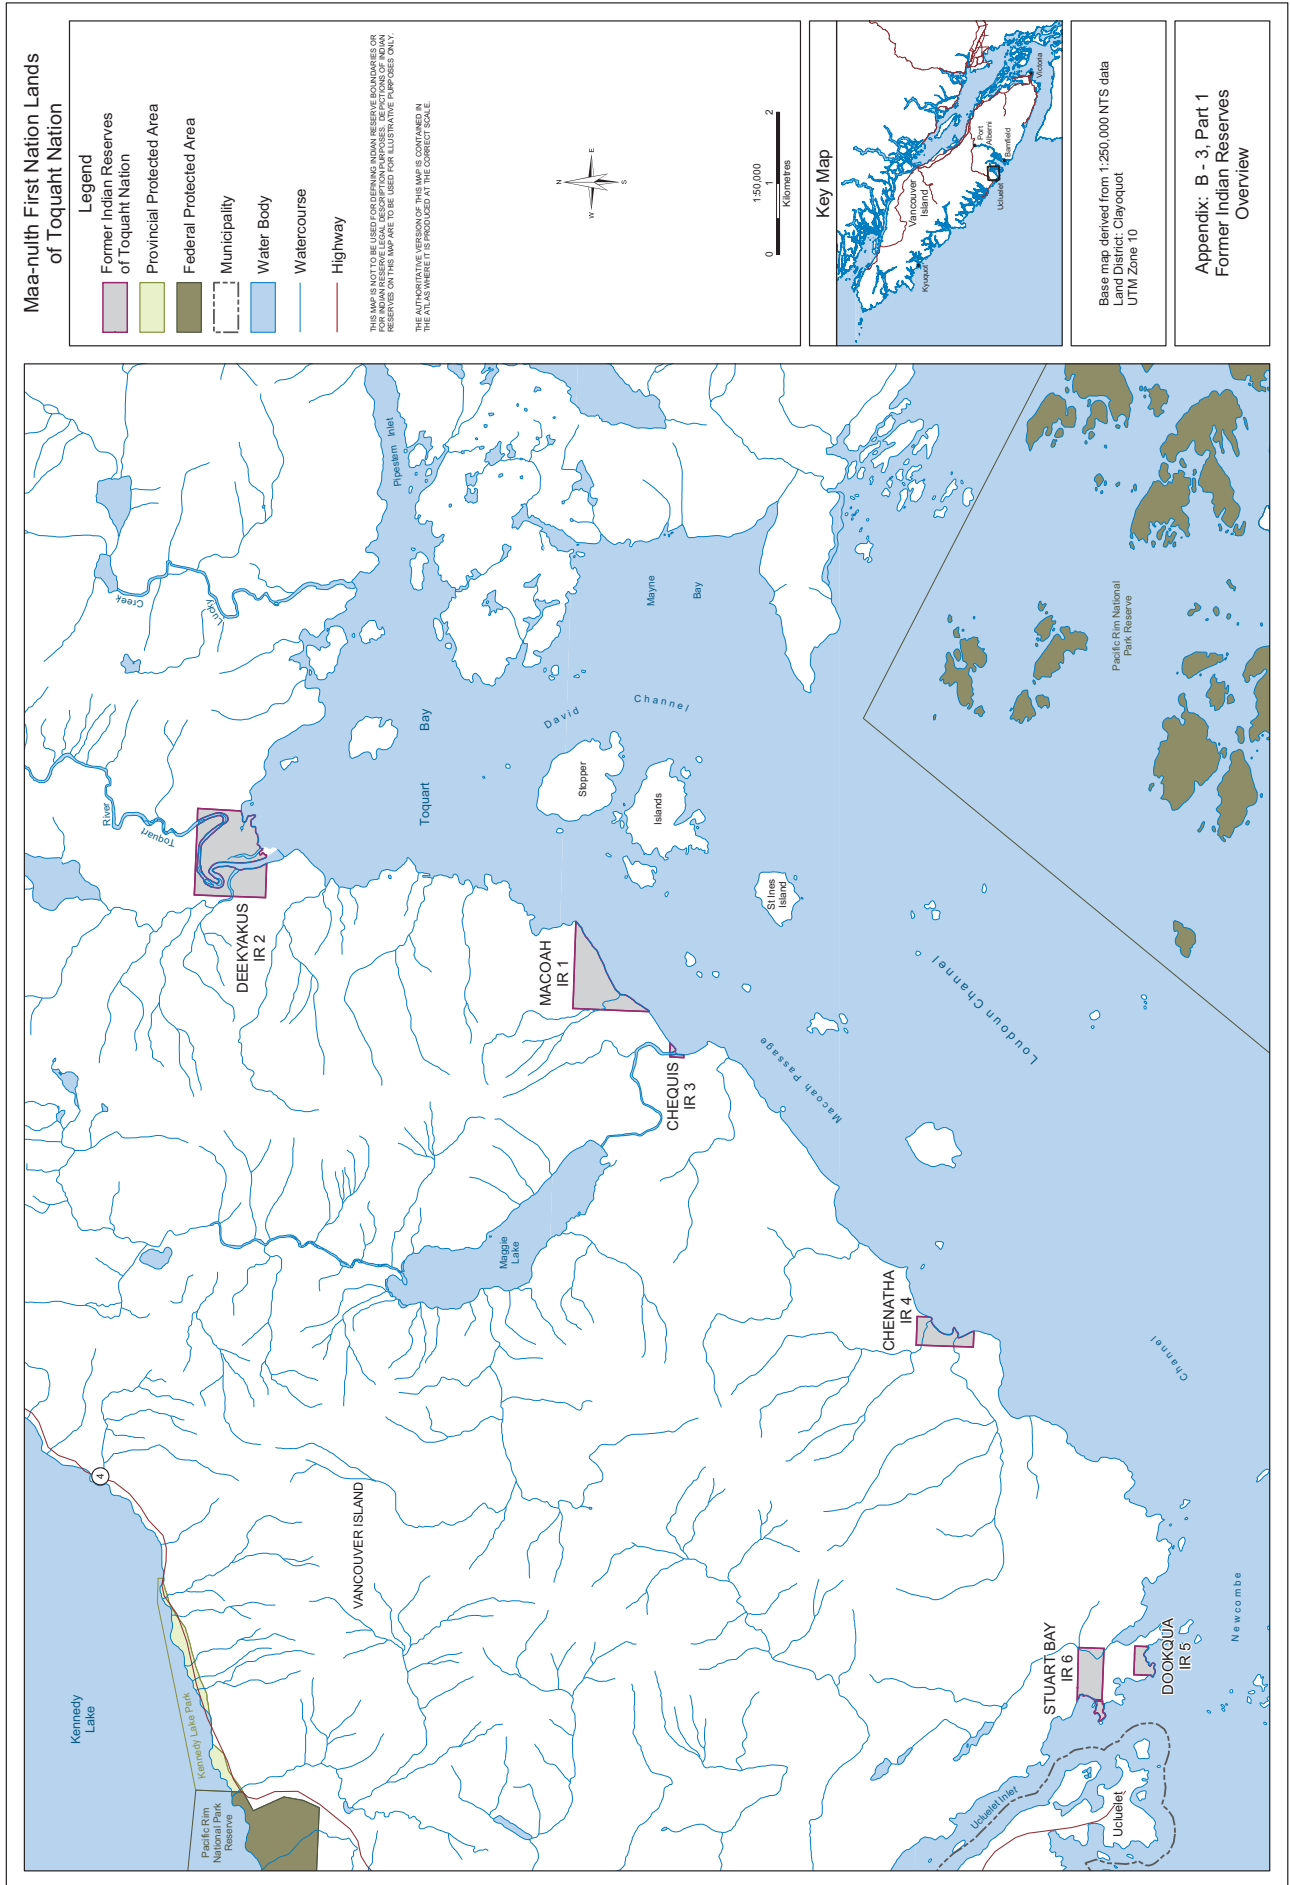 Maa-nulth First Nation Lands
of Toquaht Nation
Legend
Former Indian Reserves
of Toquaht Nation
Provincial Protected Area
Federal Protected Area
Municipality
Water Body
Watercourse
Highway
THIS MAP IS NOT TO BE USED FOR DEFINING INDIAN RESERVE BOUNDARIES OR
FOR INDIAN RESERVE LEGAL DESCRIPTION PURPOSES. DEPICTIONS OF INDIAN
RESERVES ON THIS MAP ARE TO BE USED FOR ILLUSTRATIVE PURPOSES ONLY.
THE AUTHORITATIVE VERSION OF THIS MAP IS CONTAINED IN
THE ATLAS WHERE IT IS PRODUCED AT THE CORRECT SCALE.
N
W
E
S
1:50,000
0 1 2
Kilometres
Key Map
Kyuquot
Vancouver
Island
Port
Alberni
Ucluelet
Bamfield
Victoria
Base map derived from 1:250,000 NTS data
Land District: Clayoquot
UTM Zone 10
Appendix: B - 3, Part 1
Former Indian Reserves
Overview
Kennedy
Lake
Kennedy Lake Park
Pacific Rim
National Park
Reserve
4
VANCOUVER ISLAND
River
Toquart
Creek
Lucky
DEEKYAKUS
IR 2
Pipestem Inlet
Toquart Bay
Maggie
Lake
MACOAH
IR 1
David Channel
Stopper
Islands
Mayne
Bay
CHEQUIS
IR 3
St Ines
Island
Macoah Passage
CHENATHA
IR 4
Loudoun Channel
Pacific Rim National
Park Reserve
STUART BAY
IR 6
DOOKQUA
IR 5
Ucluelet Inlet
Ucluelet
Newcombe
Channel